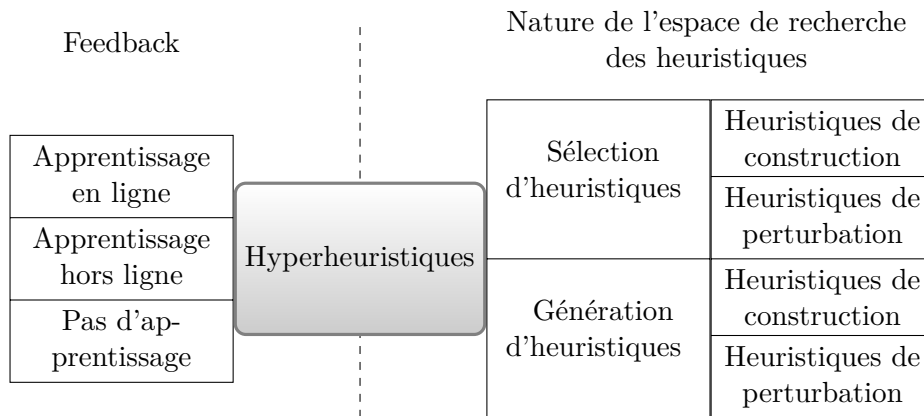 Feedback
Nature de l'espace de recherche
des heuristiques
Apprentissage
en ligne
Apprentissage
hors ligne
Pas d'ap-
prentissage
Hyperheuristiques
Sélection
d'heuristiques
Heuristiques de
construction
Heuristiques de
perturbation
Génération
d'heuristiques
Heuristiques de
construction
Heuristiques de
perturbation